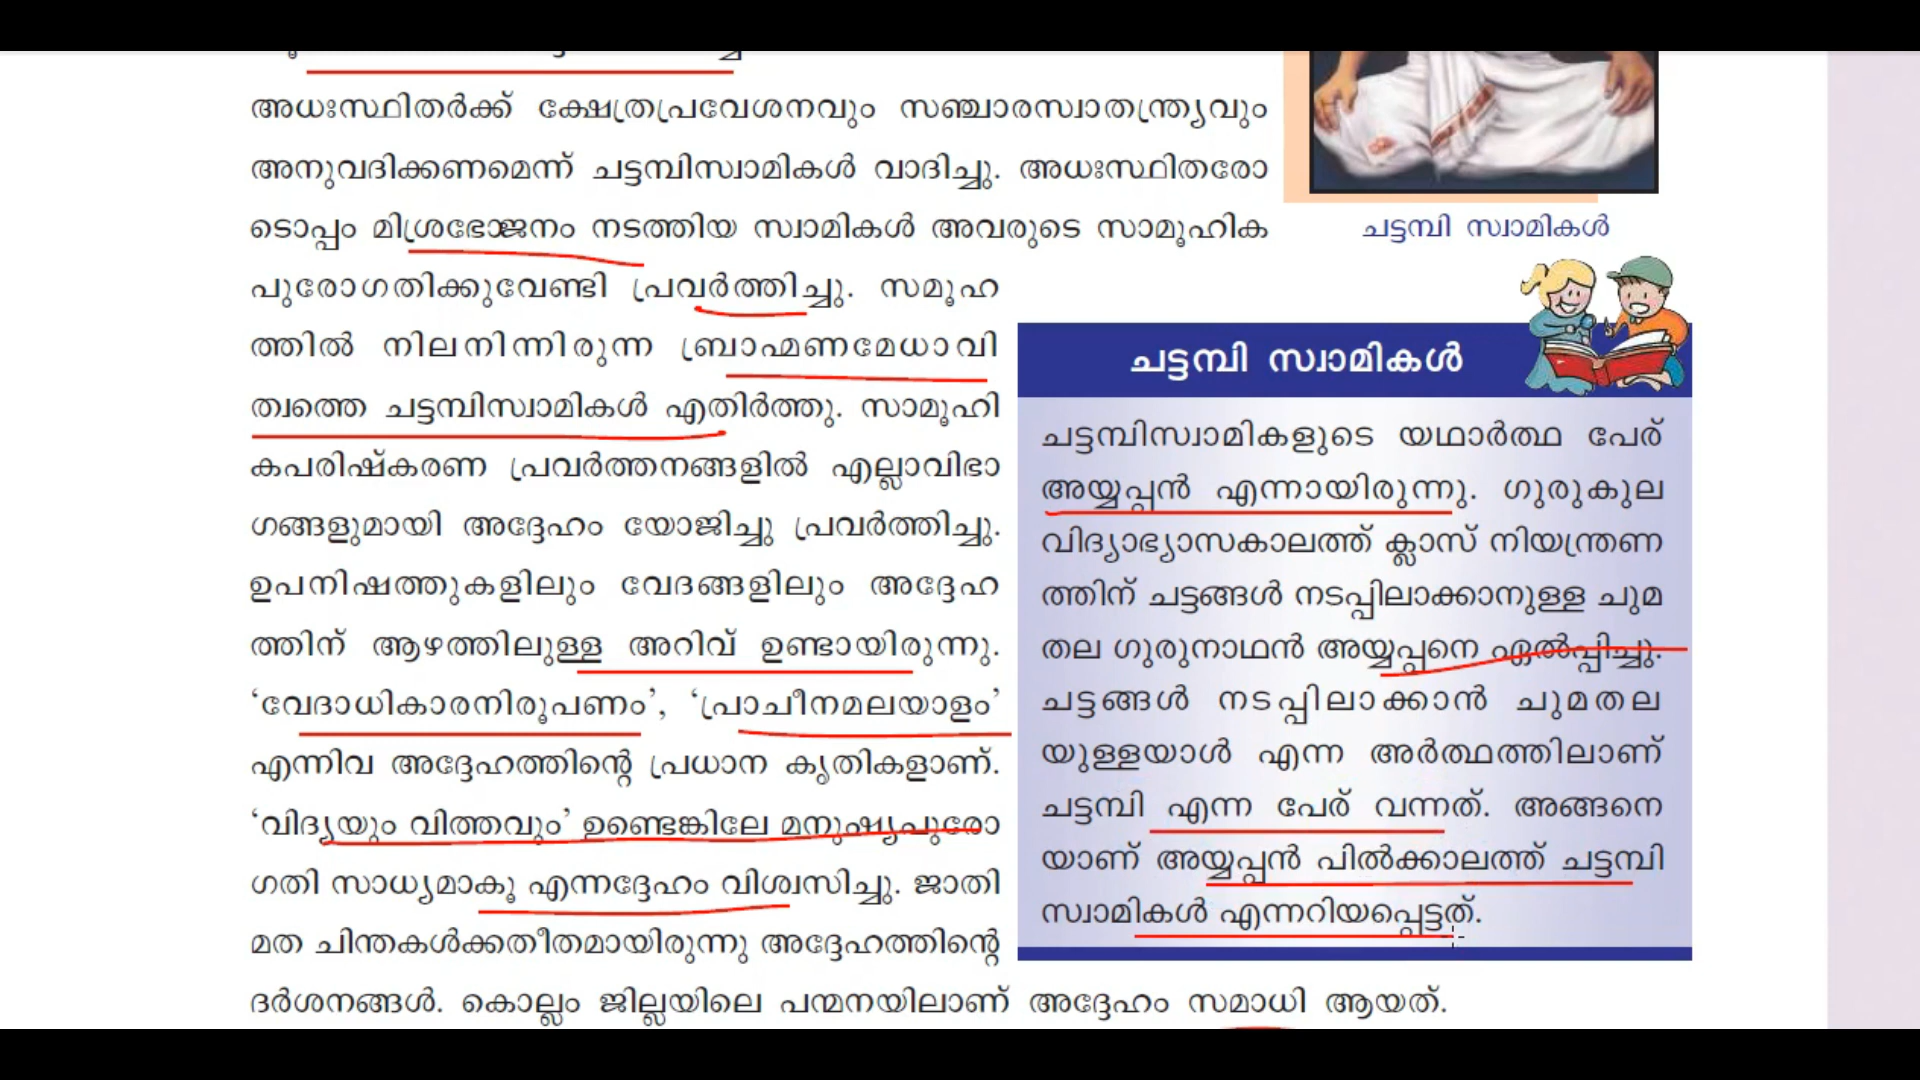 അധഃസ്ഥിതർക്ക് ക്ഷേത്രപ്രവേശനവും സഞ്ചാരസ്വാതന്ത്ര്യവും
അനുവദിക്കണമെന്ന് ചട്ടമ്പിസ്വാമികൾ വാദിച്ചു. അധഃസ്ഥിതരോ
ടൊപ്പം മിശ്രഭോജനം നടത്തിയ സ്വാമികൾ അവരുടെ സാമൂഹിക
പുരോഗതിക്കുവേണ്ടി പ്രവർത്തിച്ചു. സമൂഹ
ത്തിൽ നിലനിന്നിരുന്ന ബ്രാഹ്മണമേധാവി
ത്വത്തെ ചട്ടമ്പിസ്വാമികൾ എതിർത്തു. സാമൂഹി
കപരിഷ്കരണ പ്രവർത്തനങ്ങളിൽ എല്ലാവിഭാ
ഗങ്ങളുമായി അദ്ദേഹം യോജിച്ചു പ്രവർത്തിച്ചു.
ഉപനിഷത്തുകളിലും വേദങ്ങളിലും അദ്ദേഹ
ത്തിന് ആഴത്തിലുള്ള അറിവ് ഉണ്ടായിരുന്നു.
‘വേദാധികാരനിരൂപണം’, ‘പ്രാചീനമലയാളം’
എന്നിവ അദ്ദേഹത്തിന്റെ പ്രധാന കൃതികളാണ്.
‘വിദ്യയും വിത്തവും’ ഉണ്ടെങ്കിലേ മനുഷ്യപുരോ
ഗതി സാധ്യമാകൂ എന്നദ്ദേഹം വിശ്വസിച്ചു. ജാതി
മത ചിന്തകൾക്കതീതമായിരുന്നു അദ്ദേഹത്തിന്റെ
ദർശനങ്ങൾ. കൊല്ലം ജില്ലയിലെ പന്മനയിലാണ് അദ്ദേഹം സമാധി ആയത്.
ചട്ടമ്പി സ്വാമികൾ
ചട്ടമ്പി സ്വാമികൾ
ചട്ടമ്പിസ്വാമികളുടെ യഥാർത്ഥ പേര്
അയ്യപ്പൻ എന്നായിരുന്നു. ഗുരുകുല
വിദ്യാഭ്യാസകാലത്ത് ക്ലാസ് നിയന്ത്രണ
ത്തിന് ചട്ടങ്ങൾ നടപ്പിലാക്കാനുള്ള ചുമ
തല ഗുരുനാഥൻ അയ്യപ്പനെ ഏൽപ്പിച്ചു.
ചട്ടങ്ങൾ നടപ്പിലാക്കാൻ ചുമതല
യുള്ളയാൾ എന്ന അർത്ഥത്തിലാണ്
ചട്ടമ്പി എന്ന പേര് വന്നത്. അങ്ങനെ
യാണ് അയ്യപ്പൻ പിൽക്കാലത്ത് ചട്ടമ്പി
സ്വാമികൾ എന്നറിയപ്പെട്ടത്.